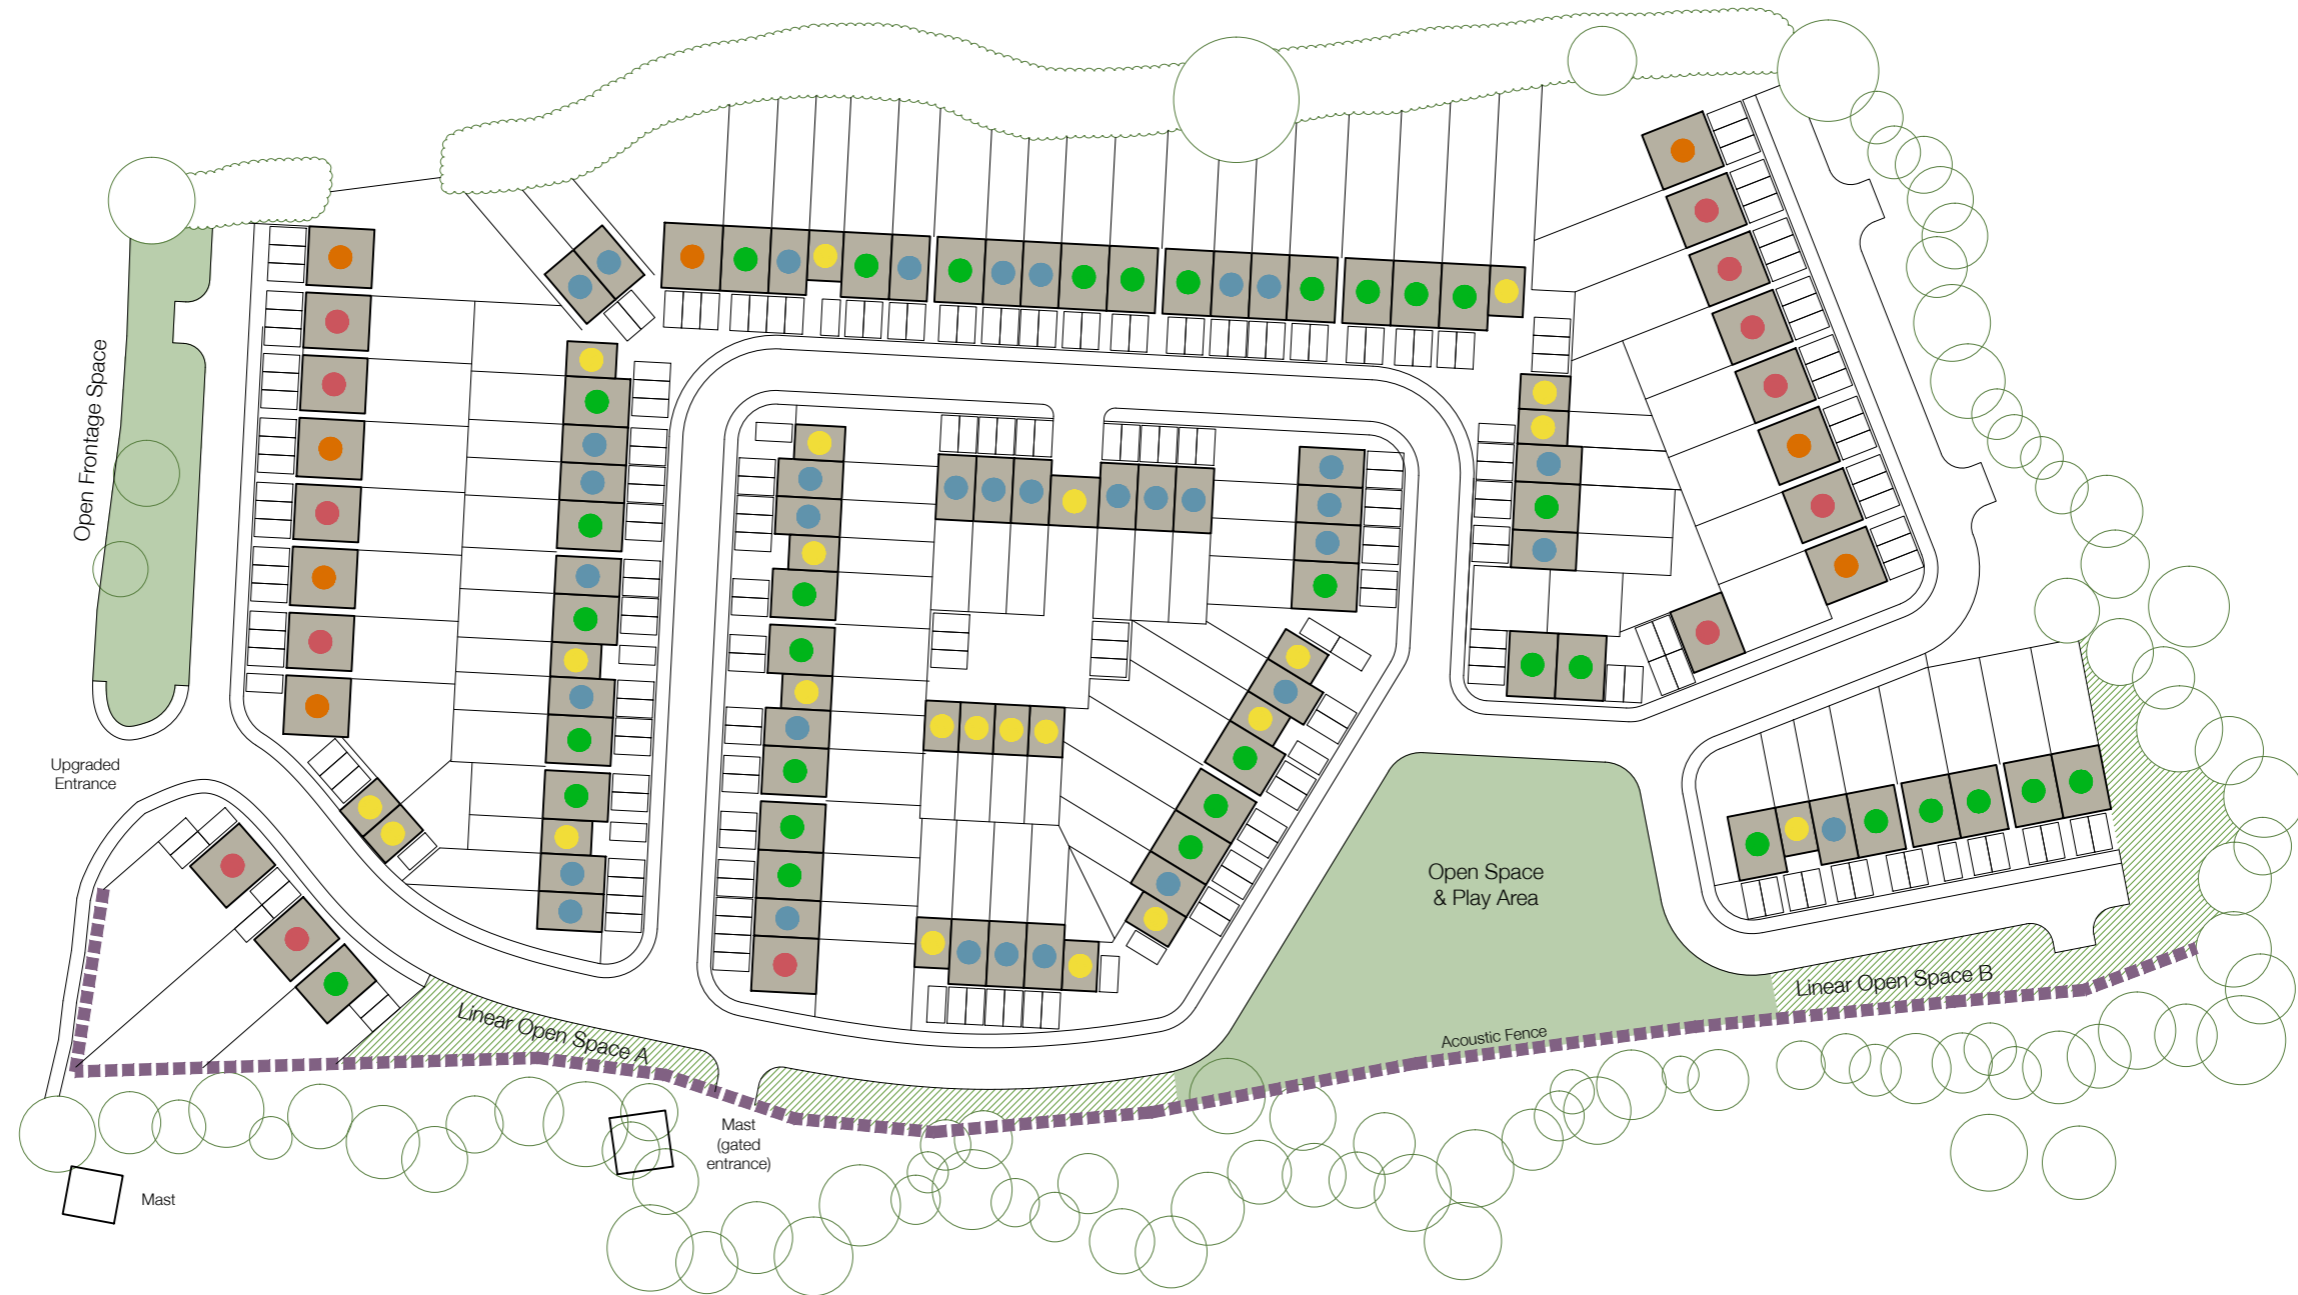 Open Frontage Space
Upgraded
Entrance
Open Space
& Play Area
Linear Open Space B
Linear Open Space A
Acoustic Fence
Mast
(gated
entrance)
Mast